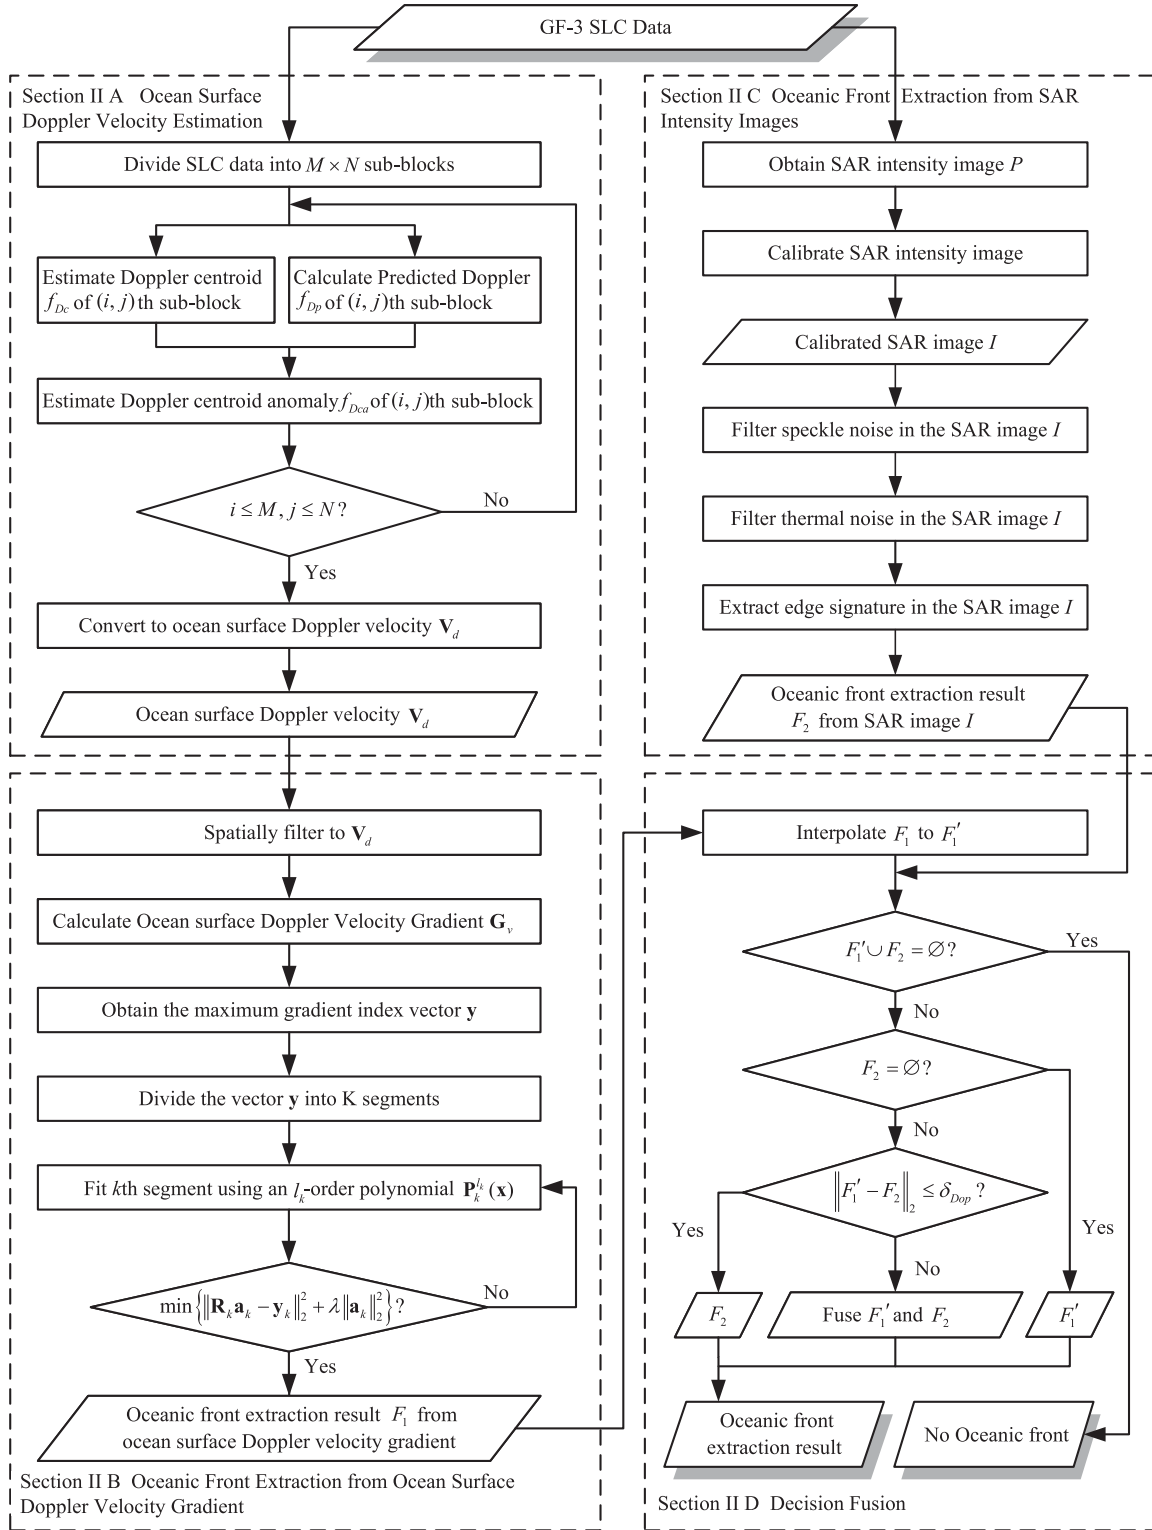 GF-3 SLC Data
Section II A Ocean Surface
Doppler Velocity Estimation
Divide SLC data into M × N sub-blocks
Estimate Doppler centroid
f_{Dc} of (i, j)th sub-block
Calculate Predicted Doppler
f_{Dp} of (i, j)th sub-block
Estimate Doppler centroid anomaly f_{Dca} of (i, j)th sub-block
i ≤ M, j ≤ N?
No
Yes
Convert to ocean surface Doppler velocity V_d
Ocean surface Doppler velocity V_d
Spatially filter to V_d
Calculate Ocean surface Doppler Velocity Gradient G_v
Obtain the maximum gradient index vector y
Divide the vector y into K segments
Fit kth segment using an l_k-order polynomial P_k^{l_k}(x)
min{‖R_k a_k − y_k‖_2^2 + λ‖a_k‖_2^2}?
No
Yes
Oceanic front extraction result F_1 from
ocean surface Doppler velocity gradient
Section II B Oceanic Front Extraction from Ocean Surface
Doppler Velocity Gradient
Section II C Oceanic Front Extraction from SAR
Intensity Images
Obtain SAR intensity image P
Calibrate SAR intensity image
Calibrated SAR image I
Filter speckle noise in the SAR image I
Filter thermal noise in the SAR image I
Extract edge signature in the SAR image I
Oceanic front extraction result
F_2 from SAR image I
Interpolate F_1 to F_1′
F_1′ ∪ F_2 = ∅?
Yes
No
F_2 = ∅?
No
‖F_1′ − F_2‖_2 ≤ δ_{Dop}?
Yes
Yes
No
F_2
Fuse F_1′ and F_2
F_1′
Oceanic front
extraction result
No Oceanic front
Section II D Decision Fusion